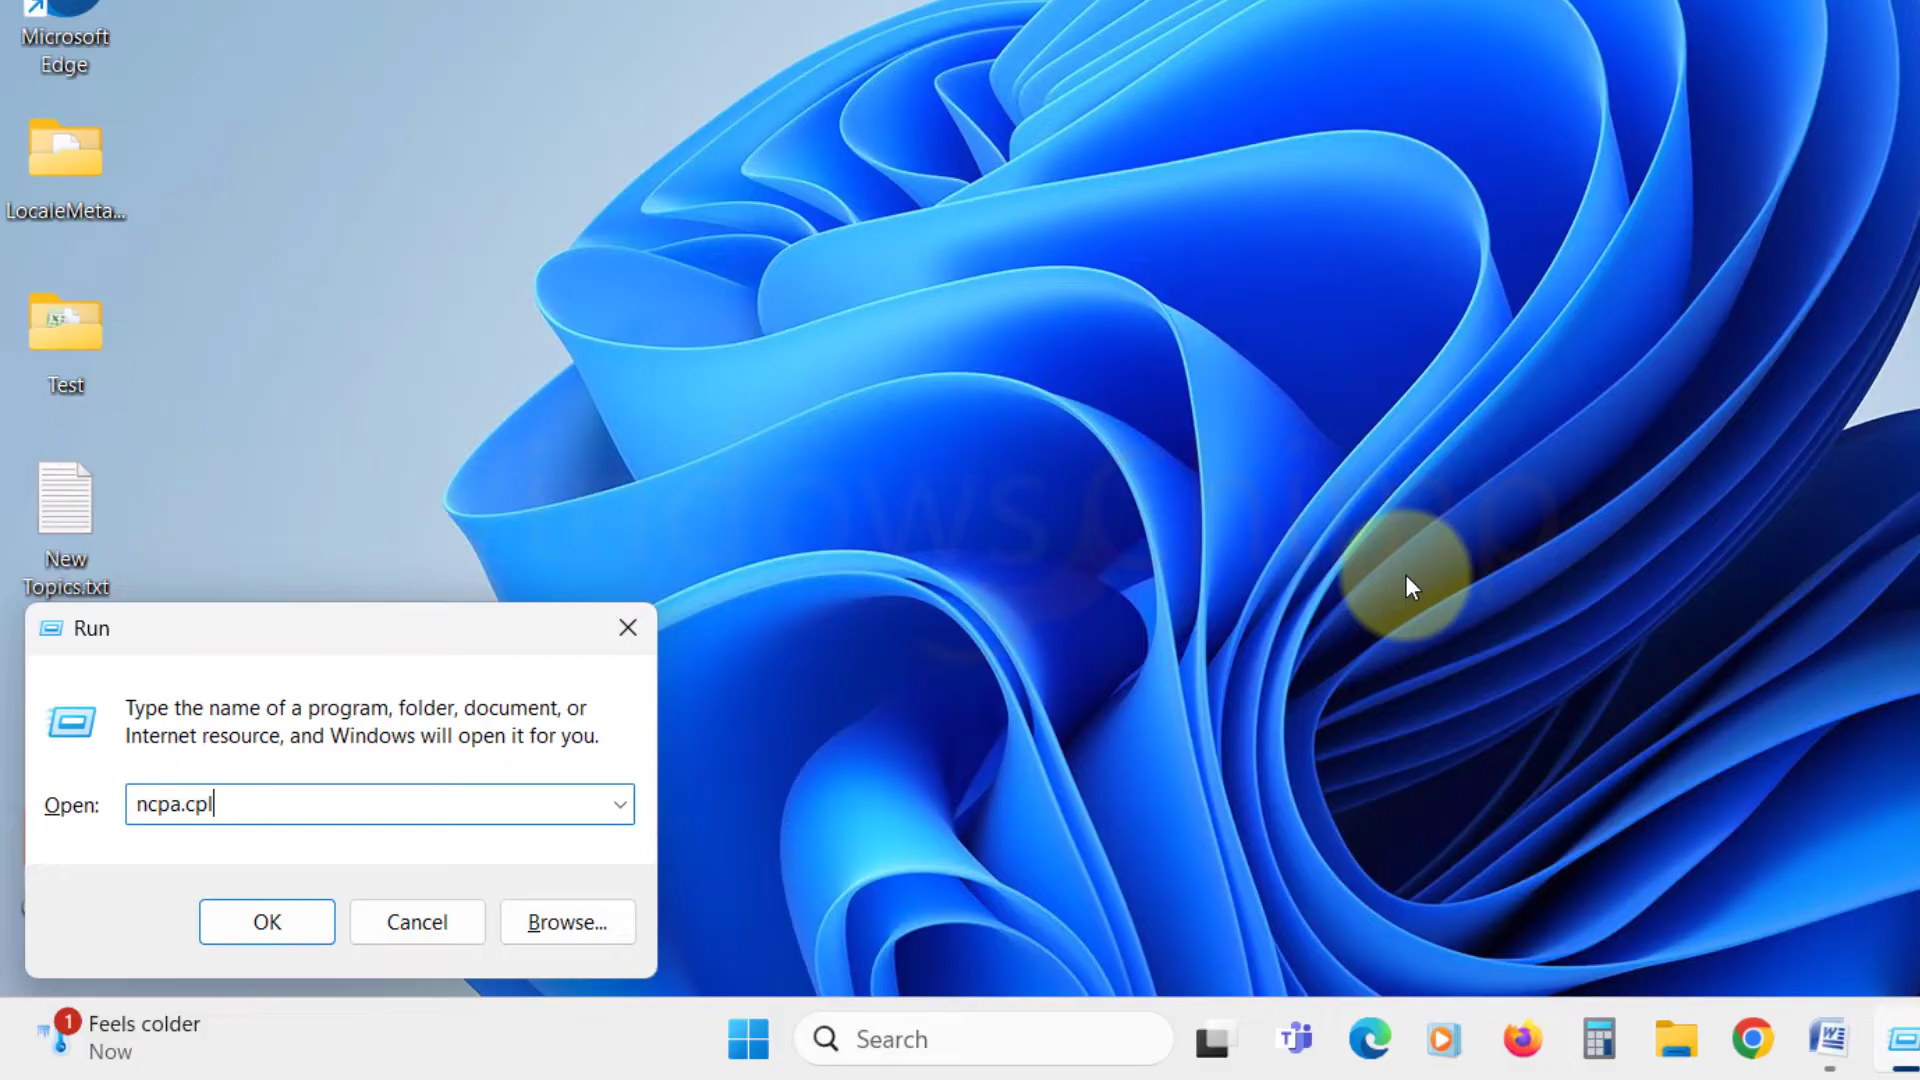 Microsoft
Edge
LocaleMeta...
Test
New
Topics.txt
Run
Type the name of a program, folder, document, or
Internet resource, and Windows will open it for you.
Open:
ncpa.cpl
OK
Cancel
Browse...
1
Feels colder
Now
Search